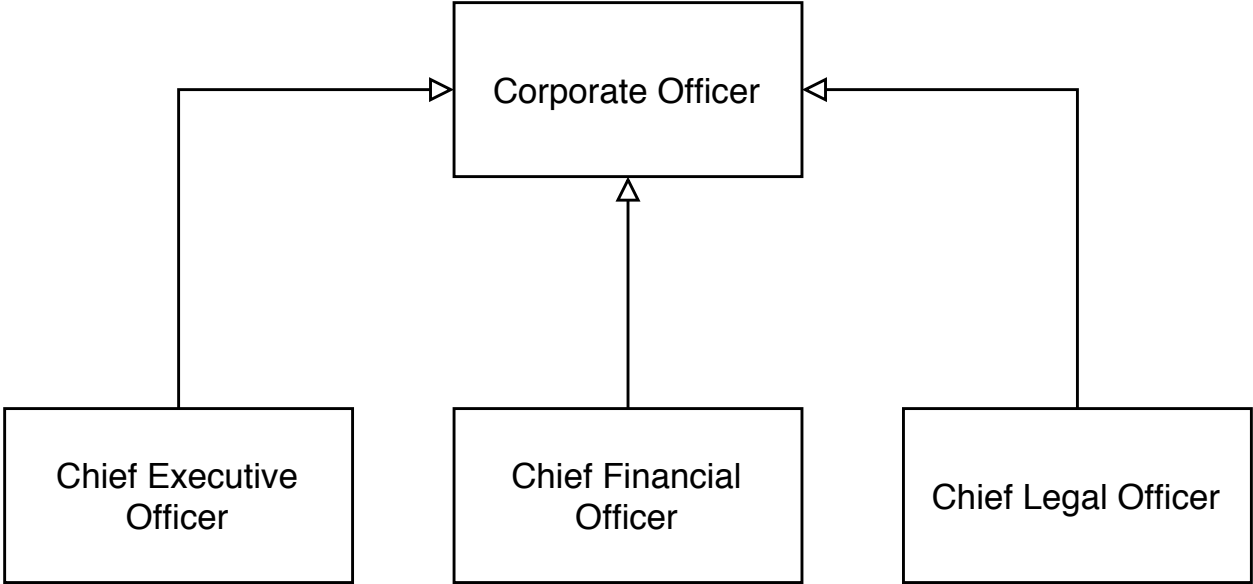 Corporate Officer
Chief Executive
Officer
Chief Financial
Officer
Chief Legal Officer